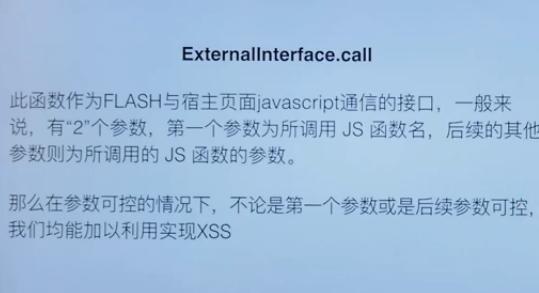 ExternalInterface.call
此函数作为FLASH与宿主页面javascript通信的接口，一般来
说，有“2”个参数，第一个参数为所调用 JS 函数名，后续的其他
参数则为所调用的 JS 函数的参数。
那么在参数可控的情况下，不论是第一个参数或是后续参数可控，
我们均能加以利用实现XSS